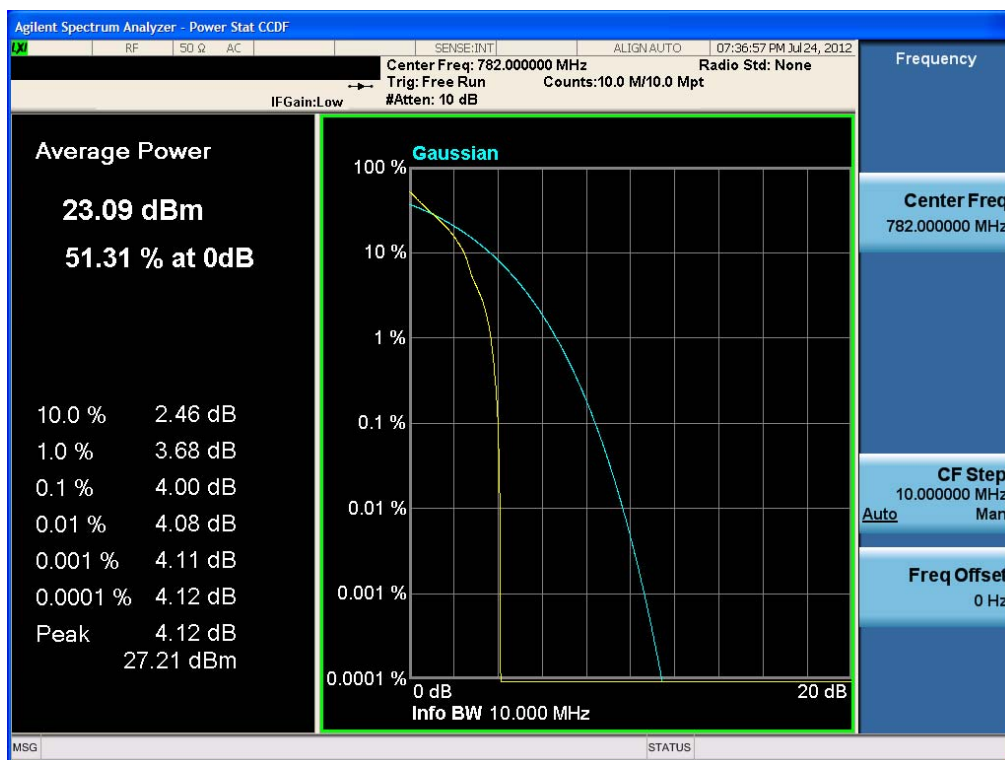 Agilent Spectrum Analyzer - Power Stat CCDF
LXI RF 50 Ω AC SENSE:INT ALIGN AUTO 07:36:57 PM Jul 24, 2012
Center Freq: 782.000000 MHz Radio Std: None
Trig: Free Run Counts:10.0 M/10.0 Mpt
IFGain:Low #Atten: 10 dB
Average Power
23.09 dBm
51.31 % at 0dB
10.0 % 2.46 dB
1.0 % 3.68 dB
0.1 % 4.00 dB
0.01 % 4.08 dB
0.001 % 4.11 dB
0.0001 % 4.12 dB
Peak 4.12 dB
27.21 dBm
Gaussian
100 %
10 %
1 %
0.1 %
0.01 %
0.001 %
0.0001 %
0 dB 20 dB
Info BW 10.000 MHz
Frequency
Center Freq
782.000000 MHz
CF Step
10.000000 MHz
Auto Man
Freq Offset
0 Hz
MSG STATUS